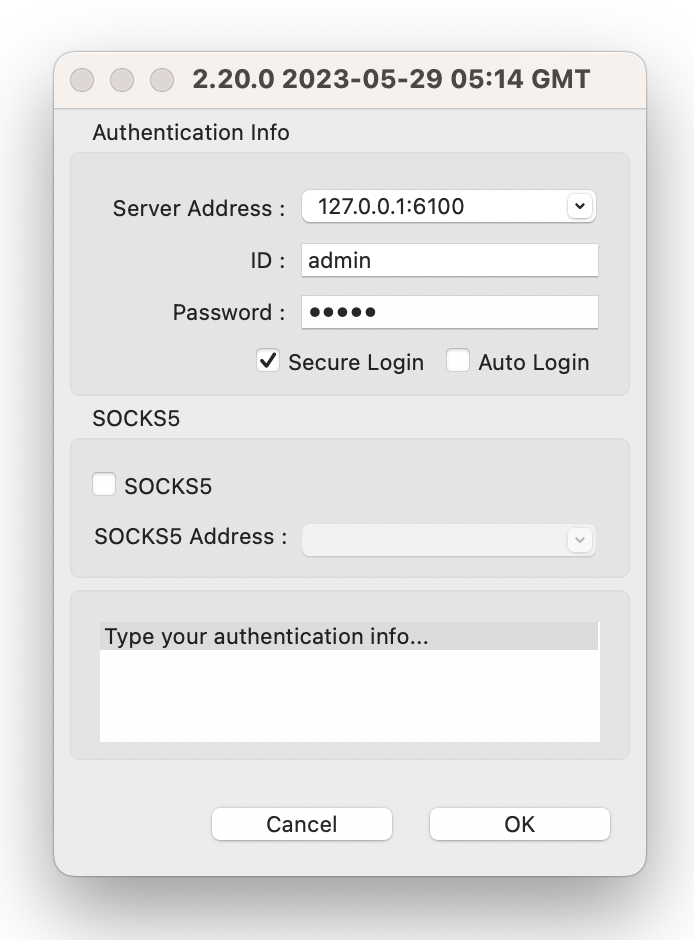 2.20.0 2023-05-29 05:14 GMT
Authentication Info
Server Address :
127.0.0.1:6100
ID :
admin
Password :
●●●●●
Secure Login
Auto Login
SOCKS5
SOCKS5
SOCKS5 Address :
Type your authentication info...
Cancel
OK